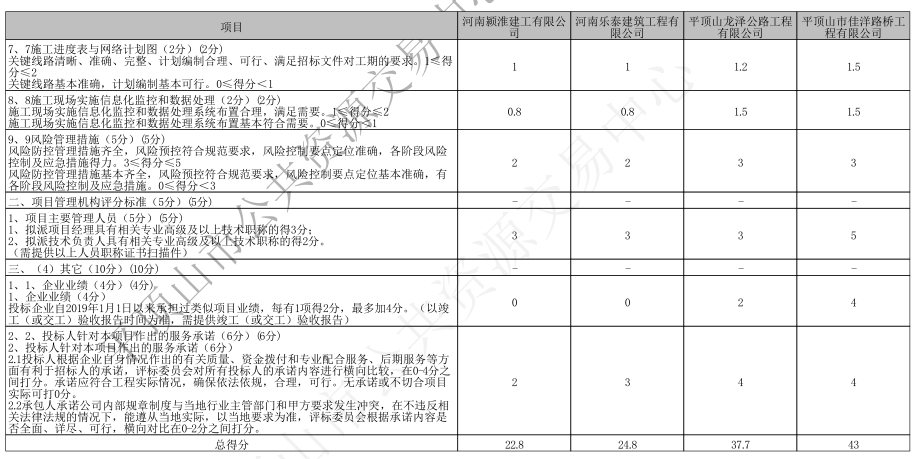 项目
河南颍淮建工有限公
司
河南乐泰建筑工程有
限公司
平顶山龙泽公路工程
有限公司
平顶山市佳洋路桥工
程有限公司
7、7施工进度表与网络计划图（2分）(2分)
关键线路清晰、准确、完整、计划编制合理、可行、满足招标文件对工期的要求。1≤得
分≤2
关键线路基本准确，计划编制基本可行。0≤得分＜1
1
1
1.2
1.5
8、8施工现场实施信息化监控和数据处理（2分）(2分)
施工现场实施信息化监控和数据处理系统布置合理，满足需要。1≤得分≤2
施工现场实施信息化监控和数据处理系统布置基本符合需要。0≤得分＜1
0.8
0.8
1.5
1.5
9、9风险管理措施（5分）(5分)
风险防控管理措施齐全，风险预控符合规范要求，风险控制要点定位准确，各阶段风险
控制及应急措施得力。3≤得分≤5
风险防控管理措施基本齐全，风险预控符合规范要求，风险控制要点定位基本准确，有
各阶段风险控制及应急措施。0≤得分＜3
2
2
3
3
二、项目管理机构评分标准（5分）(5分)
－
－
－
－
1、项目主要管理人员（5分）(5分)
1、拟派项目经理具有相关专业高级及以上技术职称的得3分；
2、拟派技术负责人具有相关专业高级及以上技术职称的得2分。
（需提供以上人员职称证书扫描件）
3
3
3
5
三、（4）其它（10分）(10分)
－
－
－
－
1、1、企业业绩（4分）(4分)
1、企业业绩（4分）
投标企业自2019年1月1日以来承担过类似项目业绩，每有1项得2分，最多加4分。（以竣
工（或交工）验收报告时间为准，需提供竣工（或交工）验收报告）
0
0
2
4
2、2、投标人针对本项目作出的服务承诺（6分）(6分)
2、投标人针对本项目作出的服务承诺（6分）
2.1投标人根据企业自身情况作出的有关质量、资金拨付和专业配合服务、后期服务等方
面有利于招标人的承诺，评标委员会对所有投标人的承诺内容进行横向比较，在0-4分之
间打分。承诺应符合工程实际情况，确保依法依规，合理，可行。无承诺或不切合项目
实际可打0分。
2.2承包人承诺公司内部规章制度与当地行业主管部门和甲方要求发生冲突，在不违反相
关法律法规的情况下，能遵从当地实际，以当地要求为准，评标委员会根据承诺内容是
否全面、详尽、可行，横向对比在0-2分之间打分。
2
3
4
4
总得分
22.8
24.8
37.7
43
平顶山市公共资源交易中心
山市公共资源交易中心